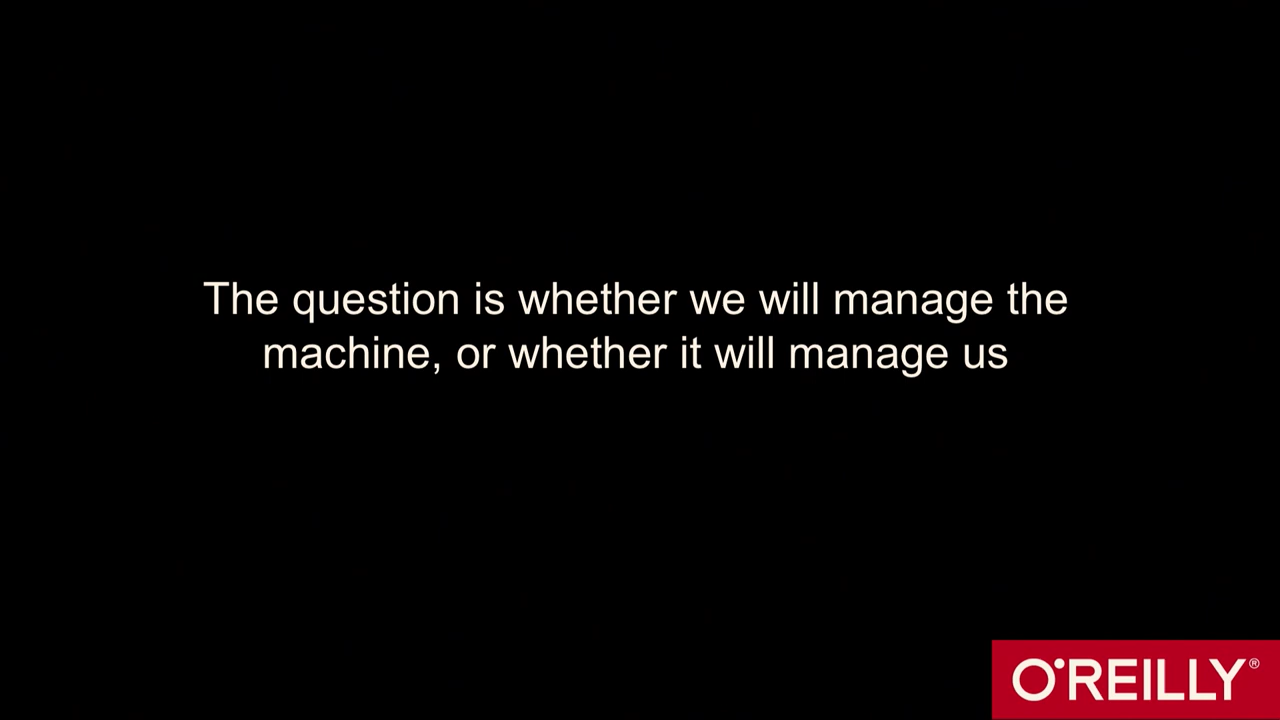 The question is whether we will manage the
machine, or whether it will manage us
O'REILLY®